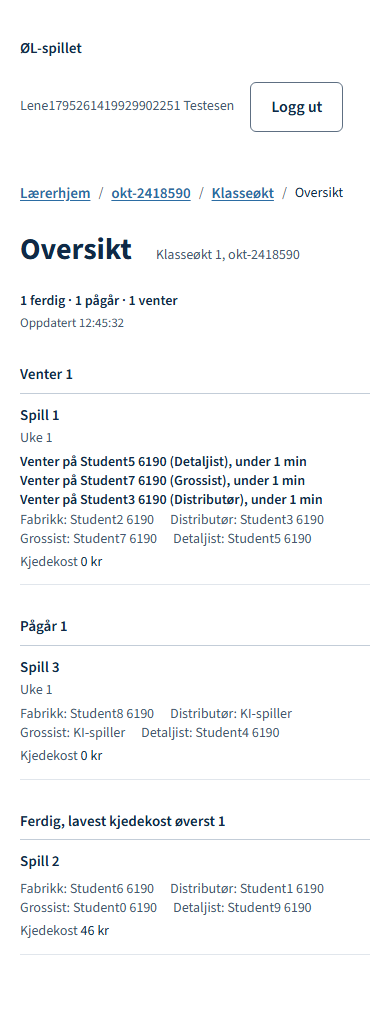 ØL-spillet
Lene1795261419929902251 Testesen
Logg ut
Lærerhjem / okt-2418590 / Klasseøkt / Oversikt
Oversikt Klasseøkt 1, okt-2418590
1 ferdig · 1 pågår · 1 venter
Oppdatert 12:45:32
Venter 1
Spill 1
Uke 1
Venter på Student5 6190 (Detaljist), under 1 min
Venter på Student7 6190 (Grossist), under 1 min
Venter på Student3 6190 (Distributør), under 1 min
Fabrikk: Student2 6190 Distributør: Student3 6190
Grossist: Student7 6190 Detaljist: Student5 6190
Kjedekost 0 kr
Pågår 1
Spill 3
Uke 1
Fabrikk: Student8 6190 Distributør: KI-spiller
Grossist: KI-spiller Detaljist: Student4 6190
Kjedekost 0 kr
Ferdig, lavest kjedekost øverst 1
Spill 2
Fabrikk: Student6 6190 Distributør: Student1 6190
Grossist: Student0 6190 Detaljist: Student9 6190
Kjedekost 46 kr